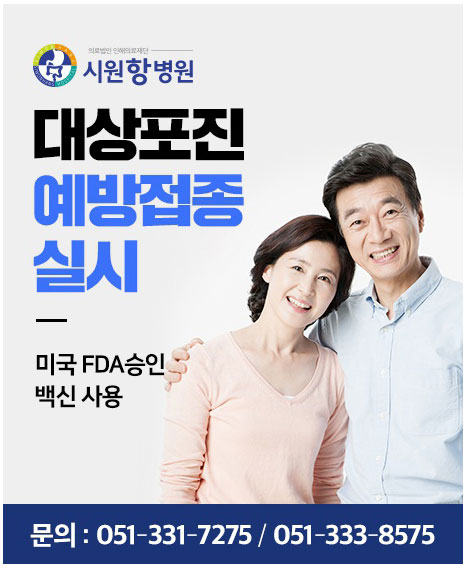 의료법인 인해의료재단
시원항병원
대상포진
예방접종
실시
미국 FDA승인
백신 사용
문의 : 051-331-7275 / 051-333-8575